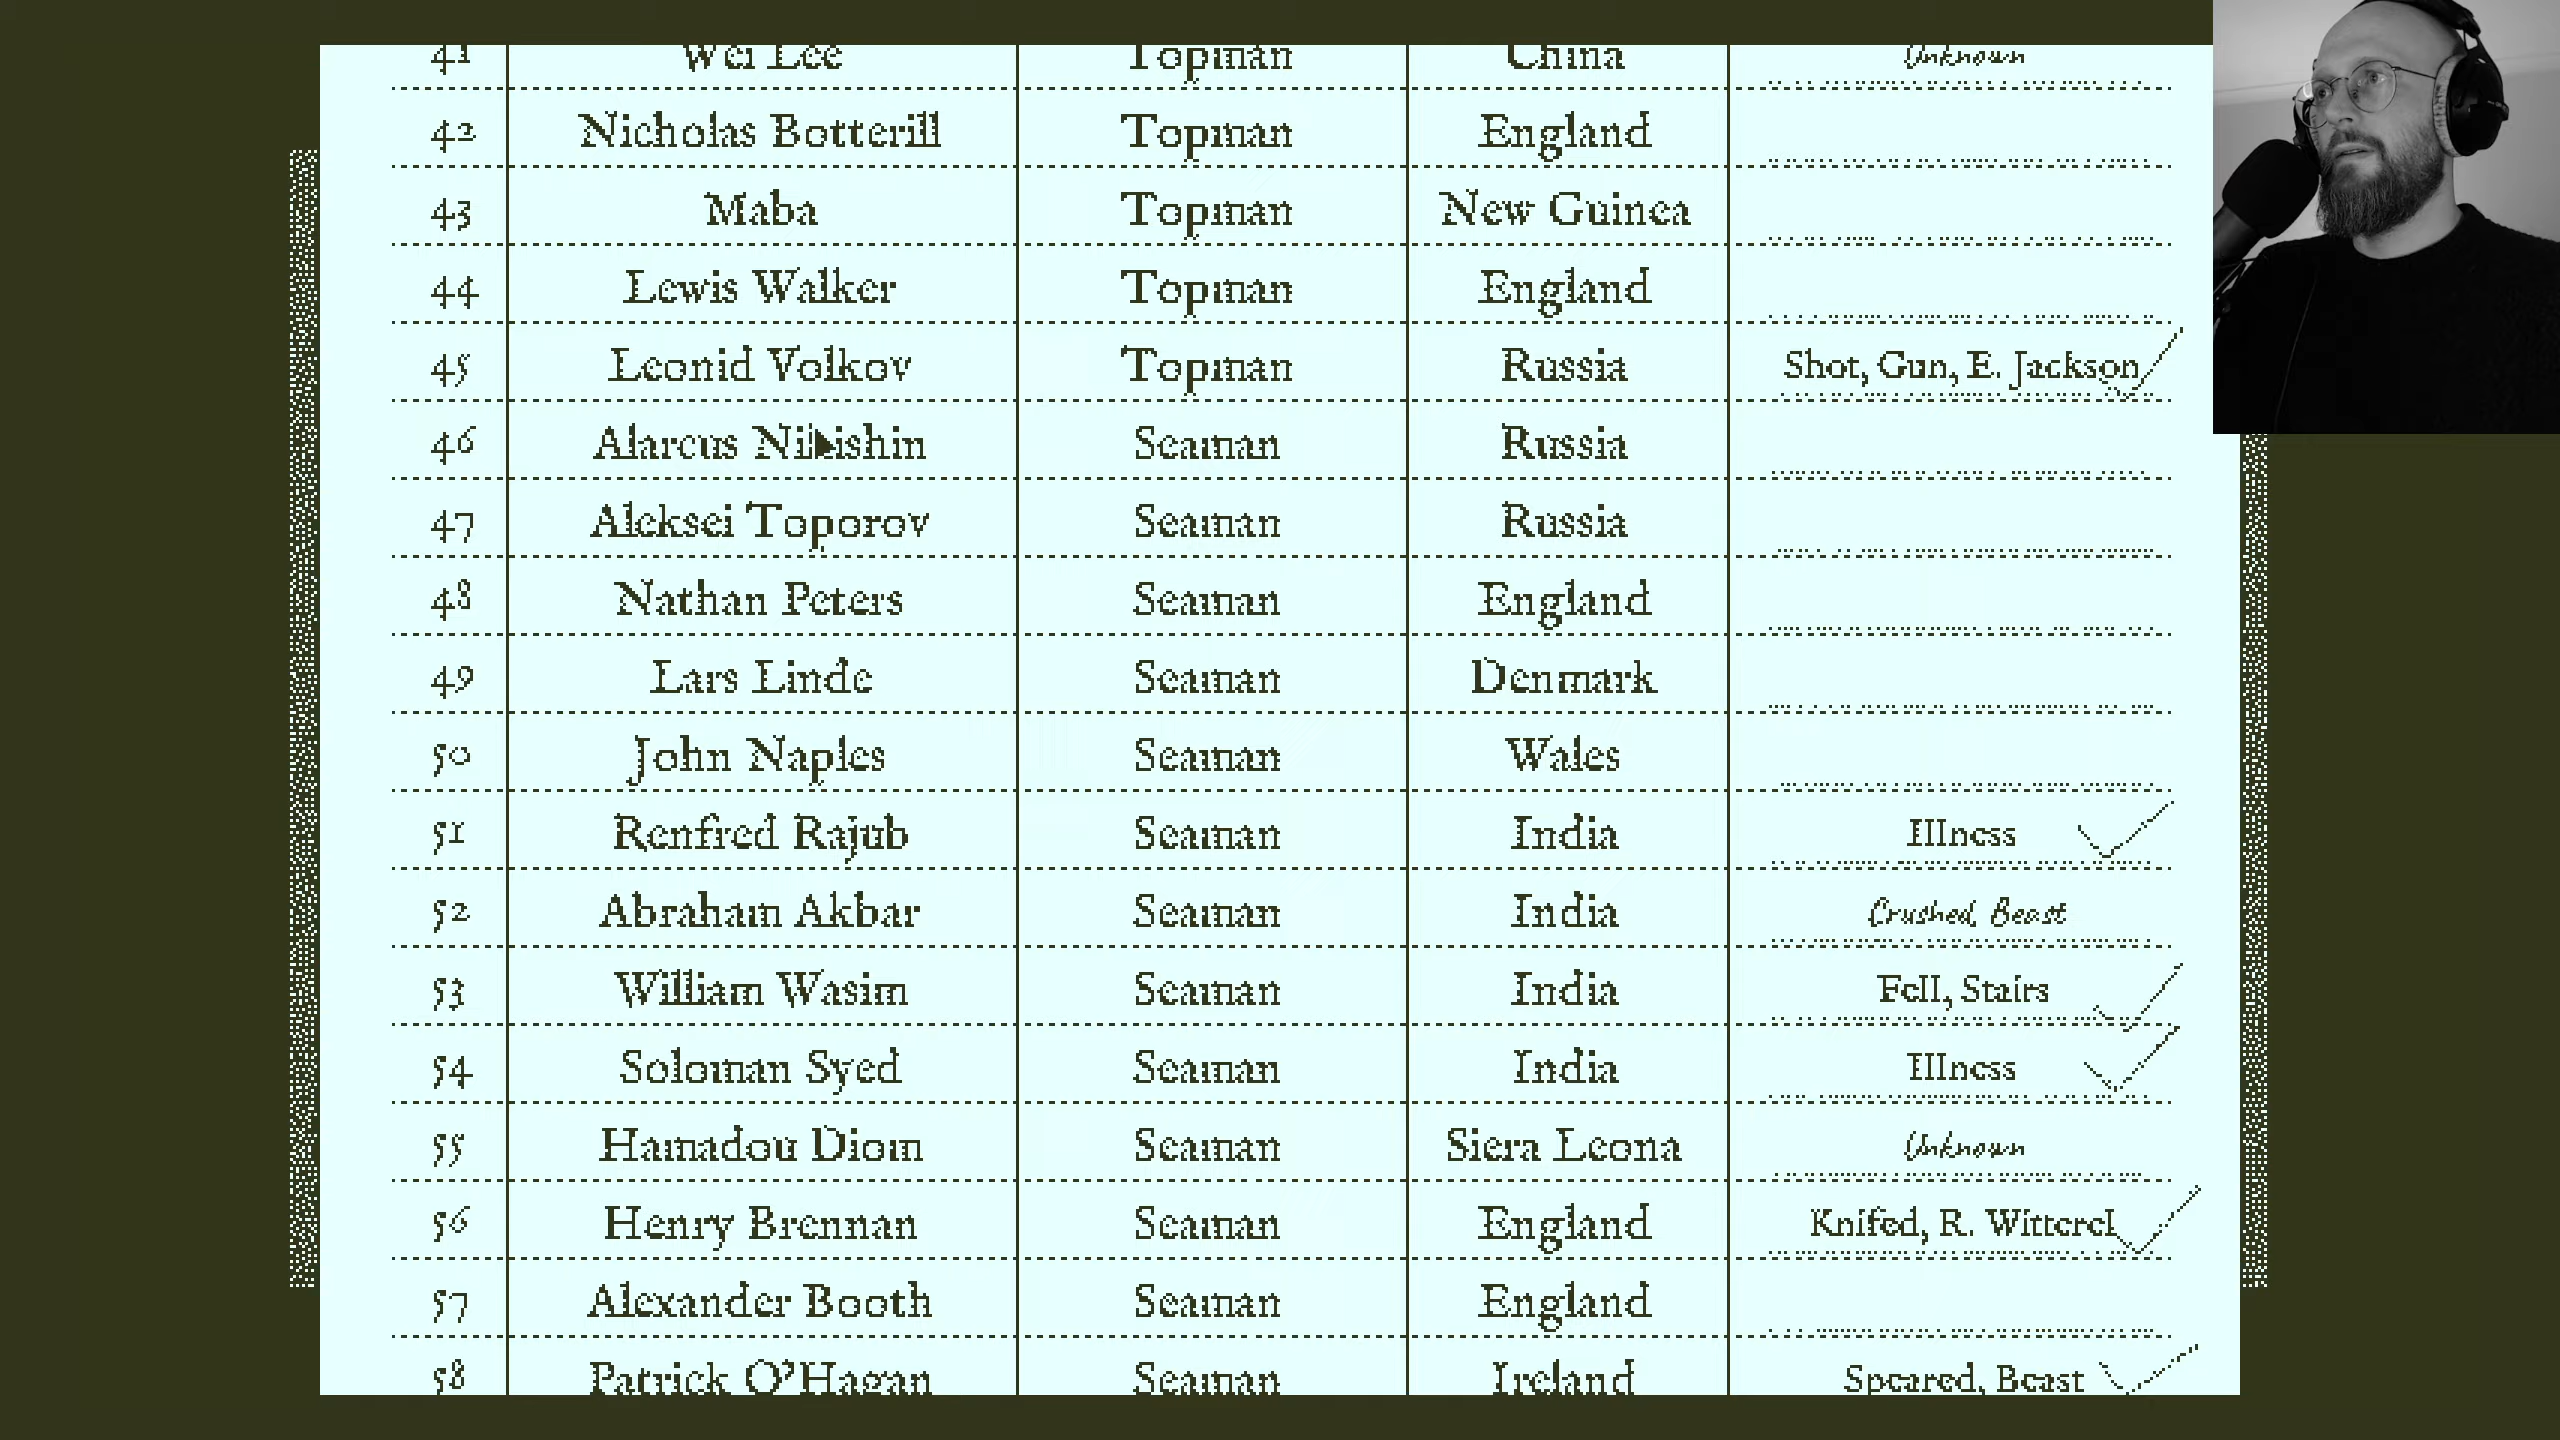 41 Wei Lee Topman China Unknown
42 Nicholas Botterill Topman England
43 Maba Topman New Guinea
44 Lewis Walker Topman England
45 Leonid Volkov Topman Russia Shot, Gun, E. Jackson
46 Alarcus Nikishin Seaman Russia
47 Aleksei Toporov Seaman Russia
48 Nathan Peters Seaman England
49 Lars Linde Seaman Denmark
50 John Naples Seaman Wales
51 Renfred Rajub Seaman India Illness
52 Abraham Akbar Seaman India Crushed, Beast
53 William Wasim Seaman India Fell, Stairs
54 Soloman Syed Seaman India Illness
55 Hamadou Diom Seaman Siera Leona Unknown
56 Henry Brennan Seaman England Knifed, R. Witterel
57 Alexander Booth Seaman England
58 Patrick O'Hagan Seaman Ireland Speared, Beast